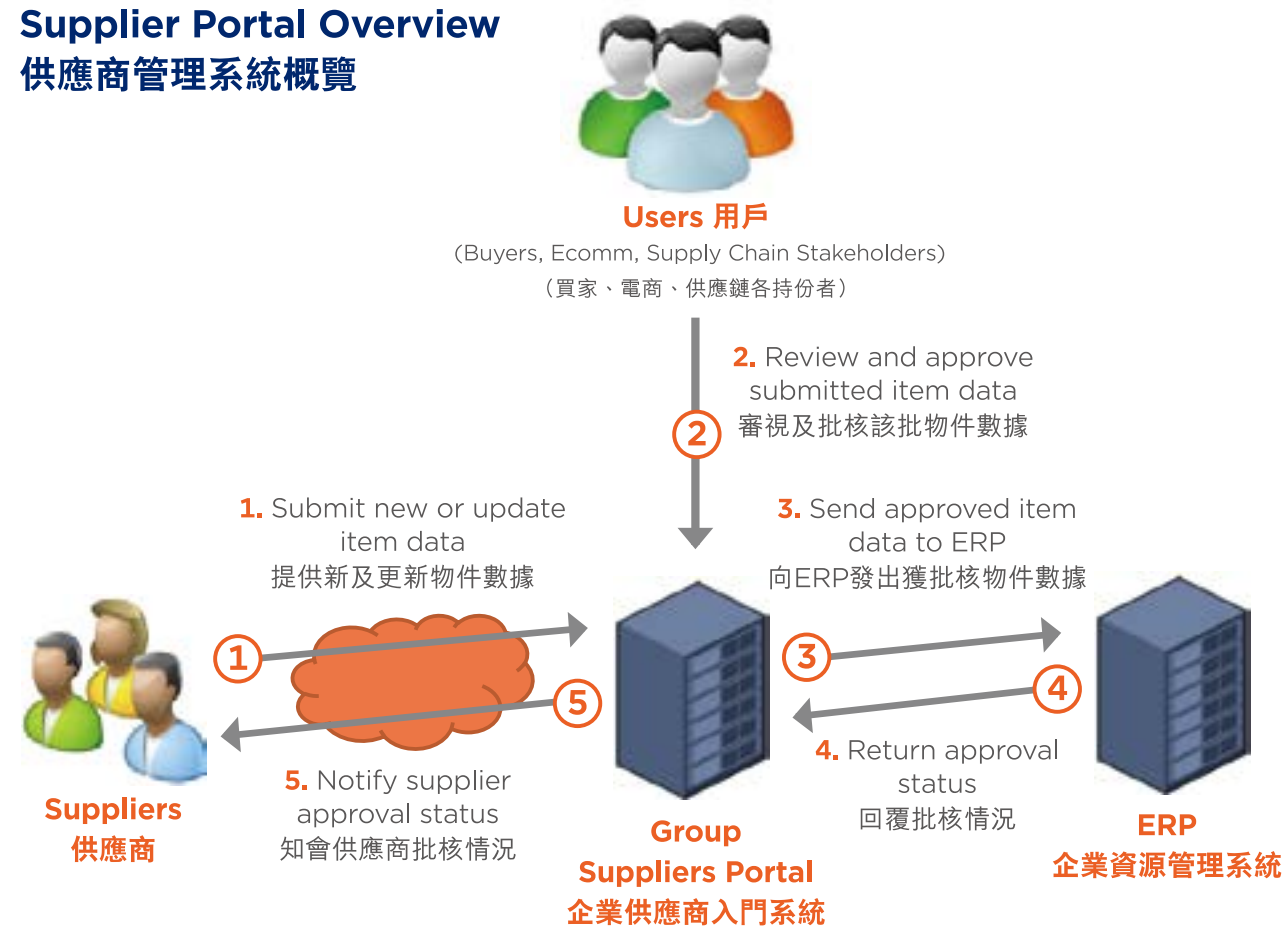 Supplier Portal Overview
供應商管理系統概覽
Users 用戶
(Buyers, Ecomm, Supply Chain Stakeholders)
（買家、電商、供應鏈各持份者）
2. Review and approve
submitted item data
審視及批核該批物件數據
2
1. Submit new or update
item data
提供新及更新物件數據
3. Send approved item
data to ERP
向ERP發出獲批核物件數據
1
3
5
4
5. Notify supplier
approval status
知會供應商批核情況
4. Return approval
status
回覆批核情況
Suppliers
供應商
Group
Suppliers Portal
企業供應商入門系統
ERP
企業資源管理系統